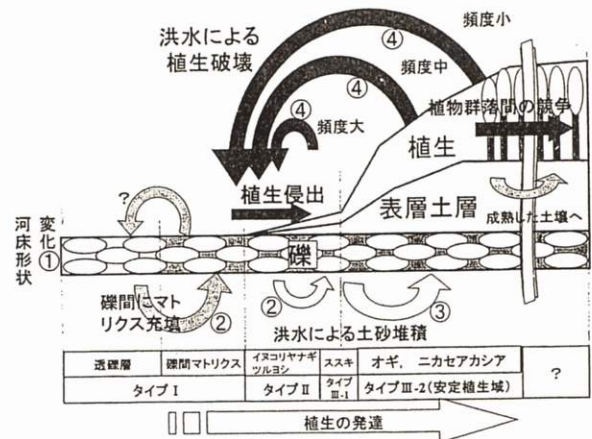 洪水による
植生破壊
④
頻度小
④
頻度中
④
頻度大
植物群落間の競争
植生
植生侵出
表層土層
成熟した土壌へ
?
河床形状
変化①
礫
礫間にマト
リクス充填
②
②
③
洪水による土砂堆積
透礫層
礫間マトリクス
イヌコリヤナギ
ツルヨシ
ススキ
オギ, ニカセアカシア
?
タイプⅠ
タイプⅡ
タイプ
Ⅲ-1
タイプⅢ-2(安定植生域)
植生の発達